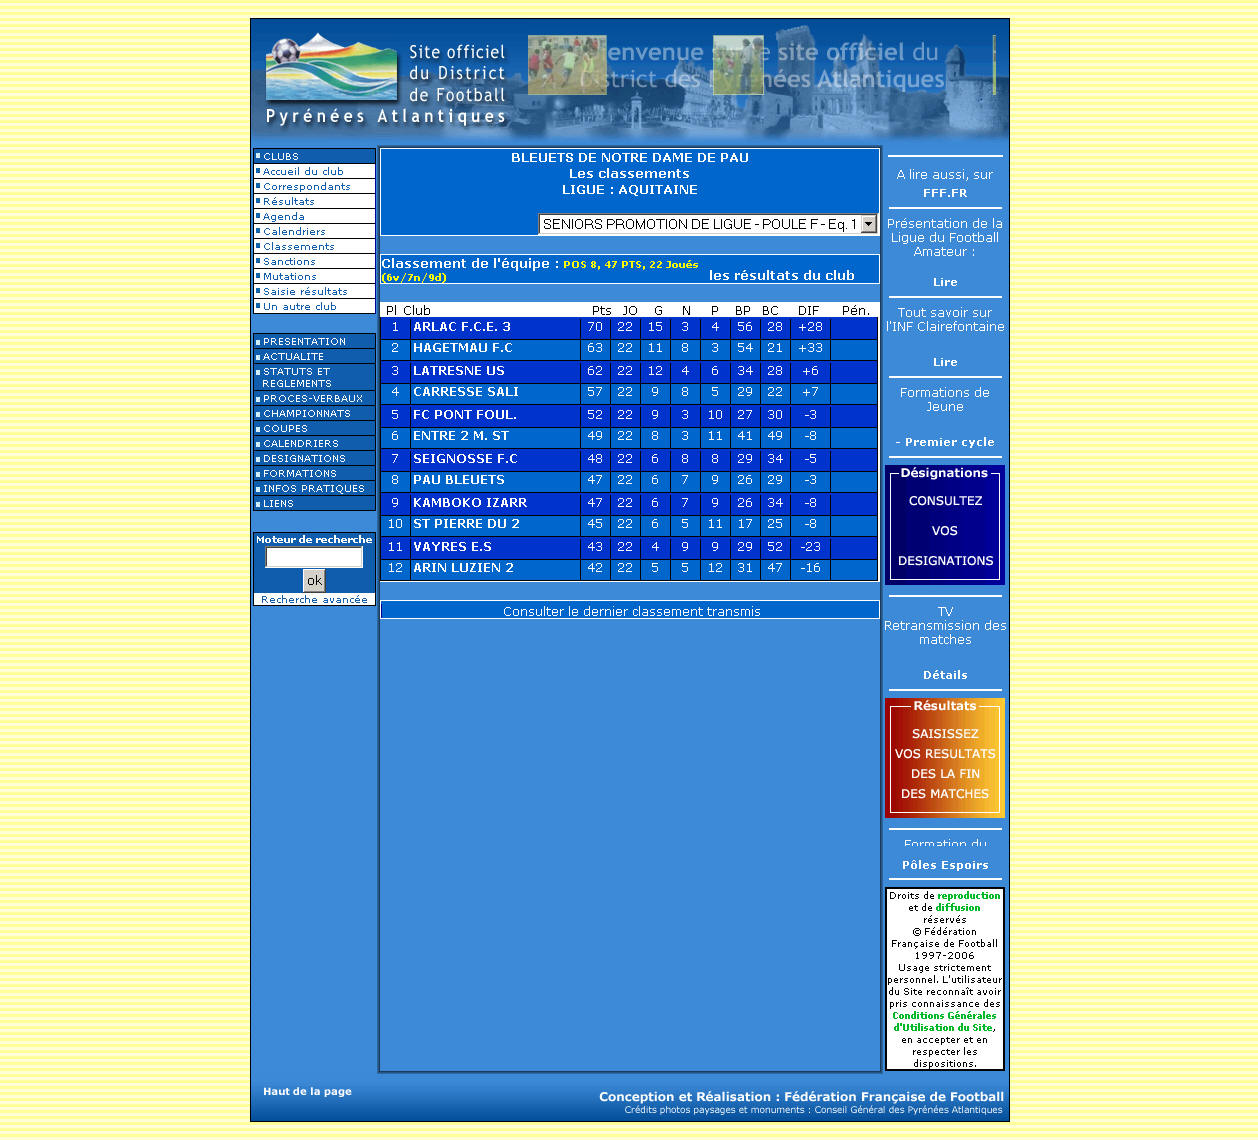 Site officiel
du District
de Football
Pyrénées Atlantiques
sur le site officiel du
District des Pyrénées Atlantiques
CLUBS
Accueil du club
Correspondants
Résultats
Agenda
Calendriers
Classements
Sanctions
Mutations
Saisie résultats
Un autre club
PRESENTATION
ACTUALITE
STATUTS ET
REGLEMENTS
PROCES-VERBAUX
CHAMPIONNATS
COUPES
CALENDRIERS
DESIGNATIONS
FORMATIONS
INFOS PRATIQUES
LIENS
Moteur de recherche
ok
Recherche avancée
BLEUETS DE NOTRE DAME DE PAU
Les classements
LIGUE : AQUITAINE
SENIORS PROMOTION DE LIGUE - POULE F - Eq. 1
Classement de l'équipe : POS 8, 47 PTS, 22 Joués
(6v/7n/9d)
les résultats du club
Pl Club Pts JO G N P BP BC DIF Pén.
1 ARLAC F.C.E. 3 70 22 15 3 4 56 28 +28
2 HAGETMAU F.C 63 22 11 8 3 54 21 +33
3 LATRESNE US 62 22 12 4 6 34 28 +6
4 CARRESSE SALI 57 22 9 8 5 29 22 +7
5 FC PONT FOUL. 52 22 9 3 10 27 30 -3
6 ENTRE 2 M. ST 49 22 8 3 11 41 49 -8
7 SEIGNOSSE F.C 48 22 6 8 8 29 34 -5
8 PAU BLEUETS 47 22 6 7 9 26 29 -3
9 KAMBOKO IZARR 47 22 6 7 9 26 34 -8
10 ST PIERRE DU 2 45 22 6 5 11 17 25 -8
11 VAYRES E.S 43 22 4 9 9 29 52 -23
12 ARIN LUZIEN 2 42 22 5 5 12 31 47 -16
Consulter le dernier classement transmis
A lire aussi, sur
FFF.FR
Présentation de la
Ligue du Football
Amateur :
Lire
Tout savoir sur
l'INF Clairefontaine
Lire
Formations de
Jeune
- Premier cycle
Désignations
CONSULTEZ
VOS
DESIGNATIONS
TV
Retransmission des
matches
Détails
Résultats
SAISISSEZ
VOS RESULTATS
DES LA FIN
DES MATCHES
Formation du
Pôles Espoirs
Droits de reproduction
et de diffusion
réservés
© Fédération
Française de Football
1997-2006
Usage strictement
personnel. L'utilisateur
du Site reconnaît avoir
pris connaissance des
Conditions Générales
d'Utilisation du Site,
en accepter et en
respecter les
dispositions.
Haut de la page
Conception et Réalisation : Fédération Française de Football
Crédits photos paysages et monuments : Conseil Général des Pyrénées Atlantiques